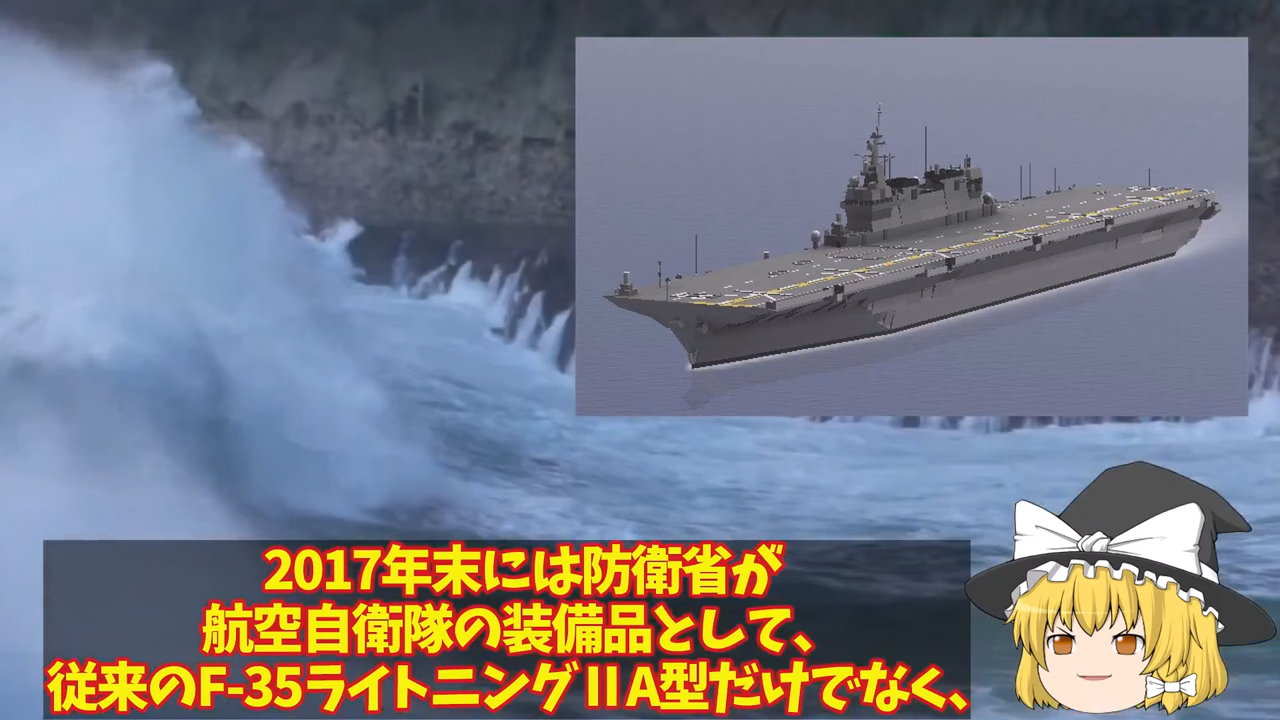 2017年末には防衛省が
航空自衛隊の装備品として、
従来のF-35ライトニングⅡA型だけでなく、